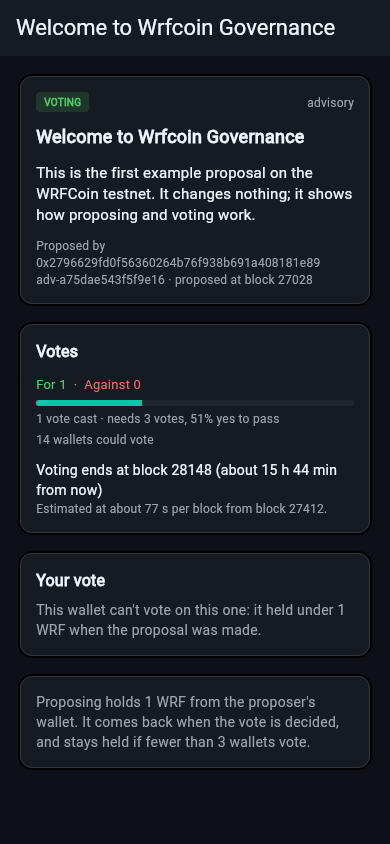 Welcome to Wrfcoin Governance
VOTING
advisory
Welcome to Wrfcoin Governance
This is the first example proposal on the
WRFCoin testnet. It changes nothing; it shows
how proposing and voting work.
Proposed by
0x2796629fd0f56360264b76f938b691a408181e89
adv-a75dae543f5f9e16 · proposed at block 27028
Votes
For 1 · Against 0
1 vote cast · needs 3 votes, 51% yes to pass
14 wallets could vote
Voting ends at block 28148 (about 15 h 44 min
from now)
Estimated at about 77 s per block from block 27412.
Your vote
This wallet can't vote on this one: it held under 1
WRF when the proposal was made.
Proposing holds 1 WRF from the proposer's
wallet. It comes back when the vote is decided,
and stays held if fewer than 3 wallets vote.